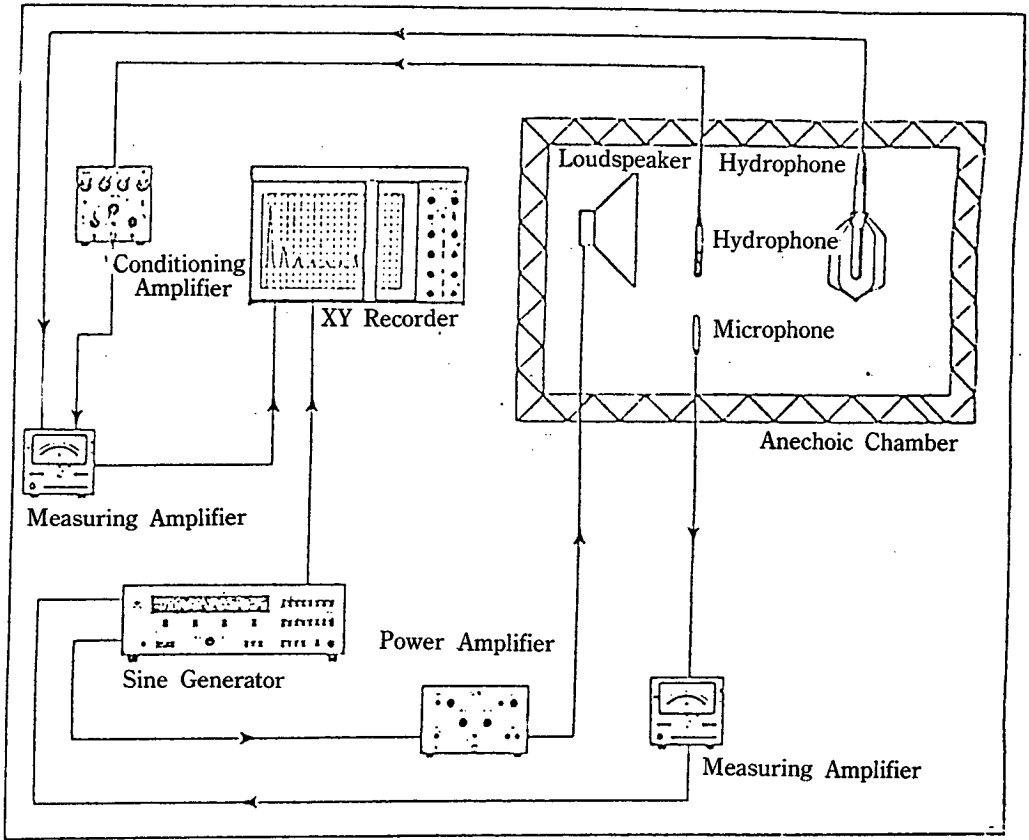 Loudspeaker
Hydrophone
Hydrophone
Conditioning
Amplifier
XY Recorder
Microphone
Anechoic Chamber
Measuring Amplifier
Sine Generator
Power Amplifier
Measuring Amplifier